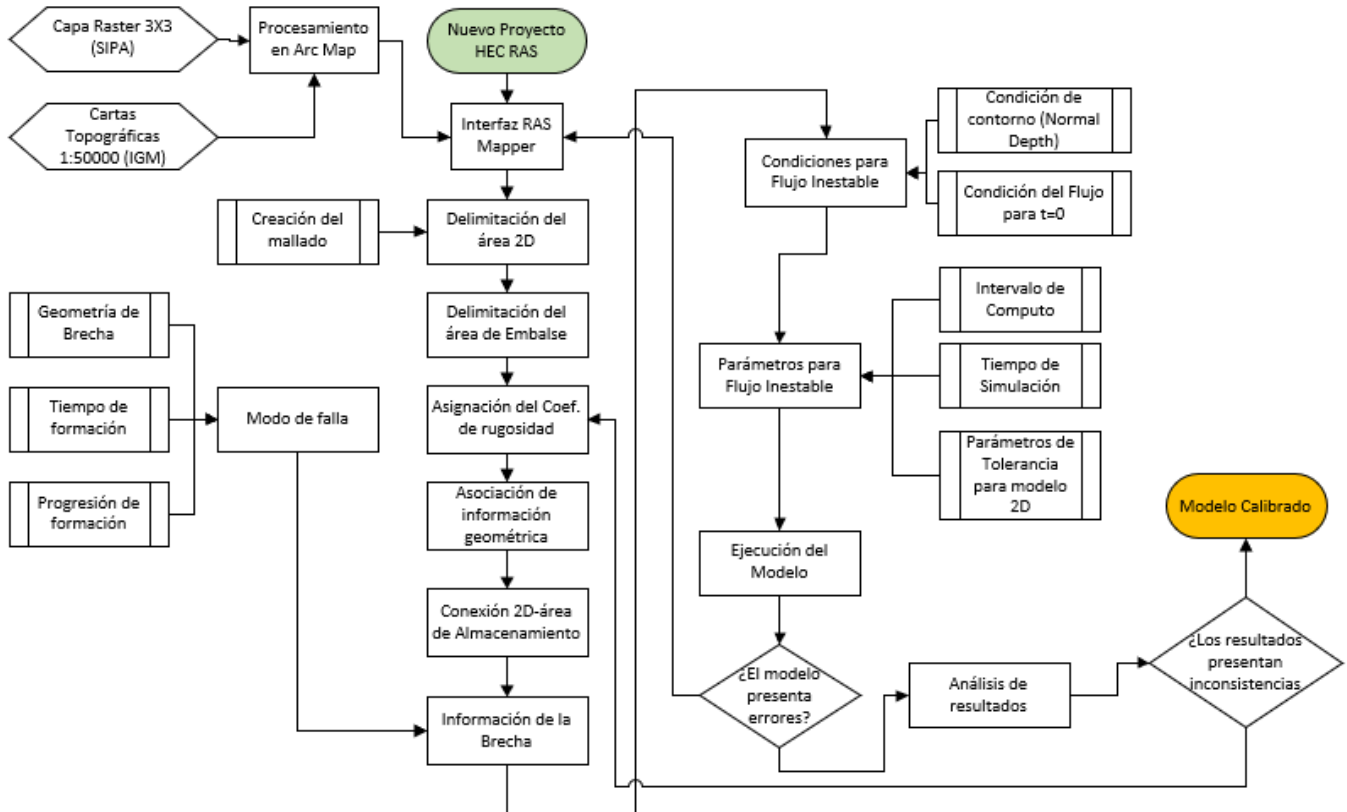 Capa Raster 3X3
(SIPA)
Procesamiento
en Arc Map
Nuevo Proyecto
HEC RAS
Cartas
Topográficas
1:50000 (IGM)
Interfaz RAS
Mapper
Creación del
mallado
Delimitación del
área 2D
Delimitación del
área de Embalse
Geometría de
Brecha
Tiempo de
formación
Progresión de
formación
Modo de falla
Asignación del Coef.
de rugosidad
Asociación de
información
geométrica
Conexión 2D-área
de Almacenamiento
Información de la
Brecha
Condiciones para
Flujo Inestable
Condición de
contorno (Normal
Depth)
Condición del Flujo
para t=0
Parámetros para
Flujo Inestable
Intervalo de
Computo
Tiempo de
Simulación
Parámetros de
Tolerancia
para modelo
2D
Ejecución del
Modelo
¿El modelo
presenta
errores?
Análisis de
resultados
¿Los resultados
presentan
inconsistencias
Modelo Calibrado